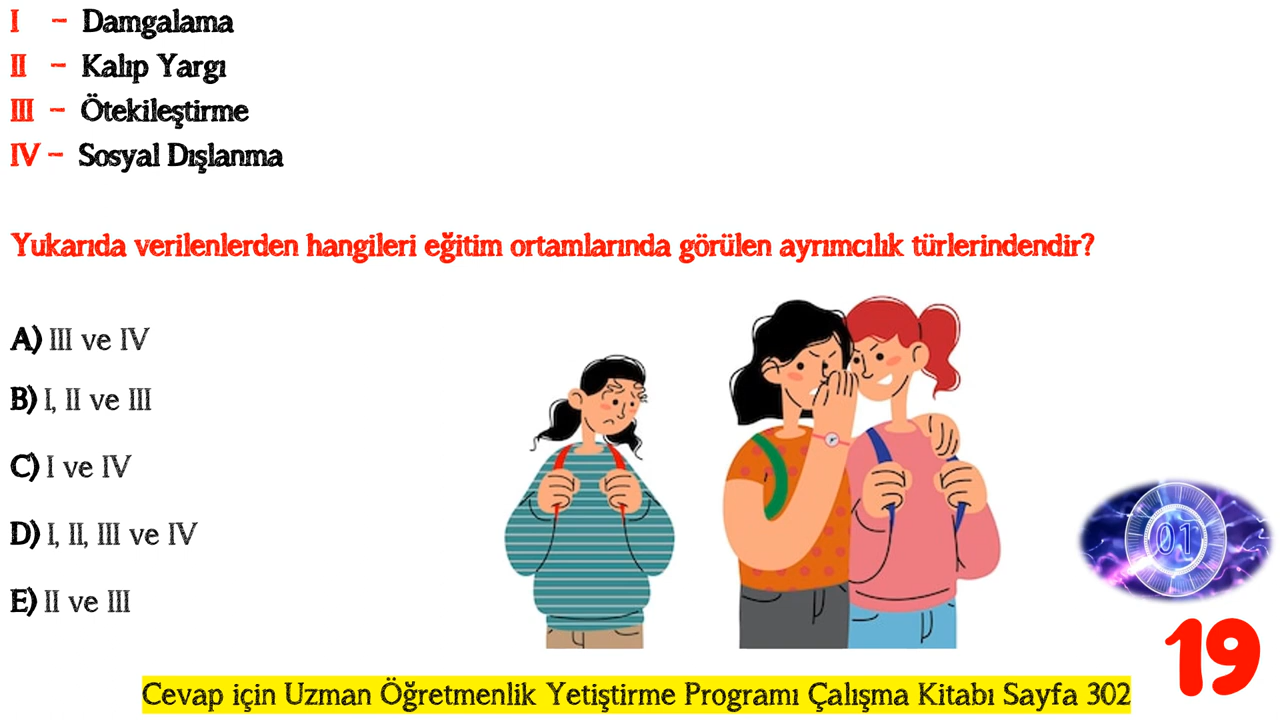 I - Damgalama
II - Kalıp Yargı
III - Ötekileştirme
IV - Sosyal Dışlanma
Yukarıda verilenlerden hangileri eğitim ortamlarında görülen ayrımcılık türlerindendir?
A) III ve IV
B) I, II ve III
C) I ve IV
D) I, II, III ve IV
E) II ve III
01
19
Cevap için Uzman Öğretmenlik Yetiştirme Programı Çalışma Kitabı Sayfa 302